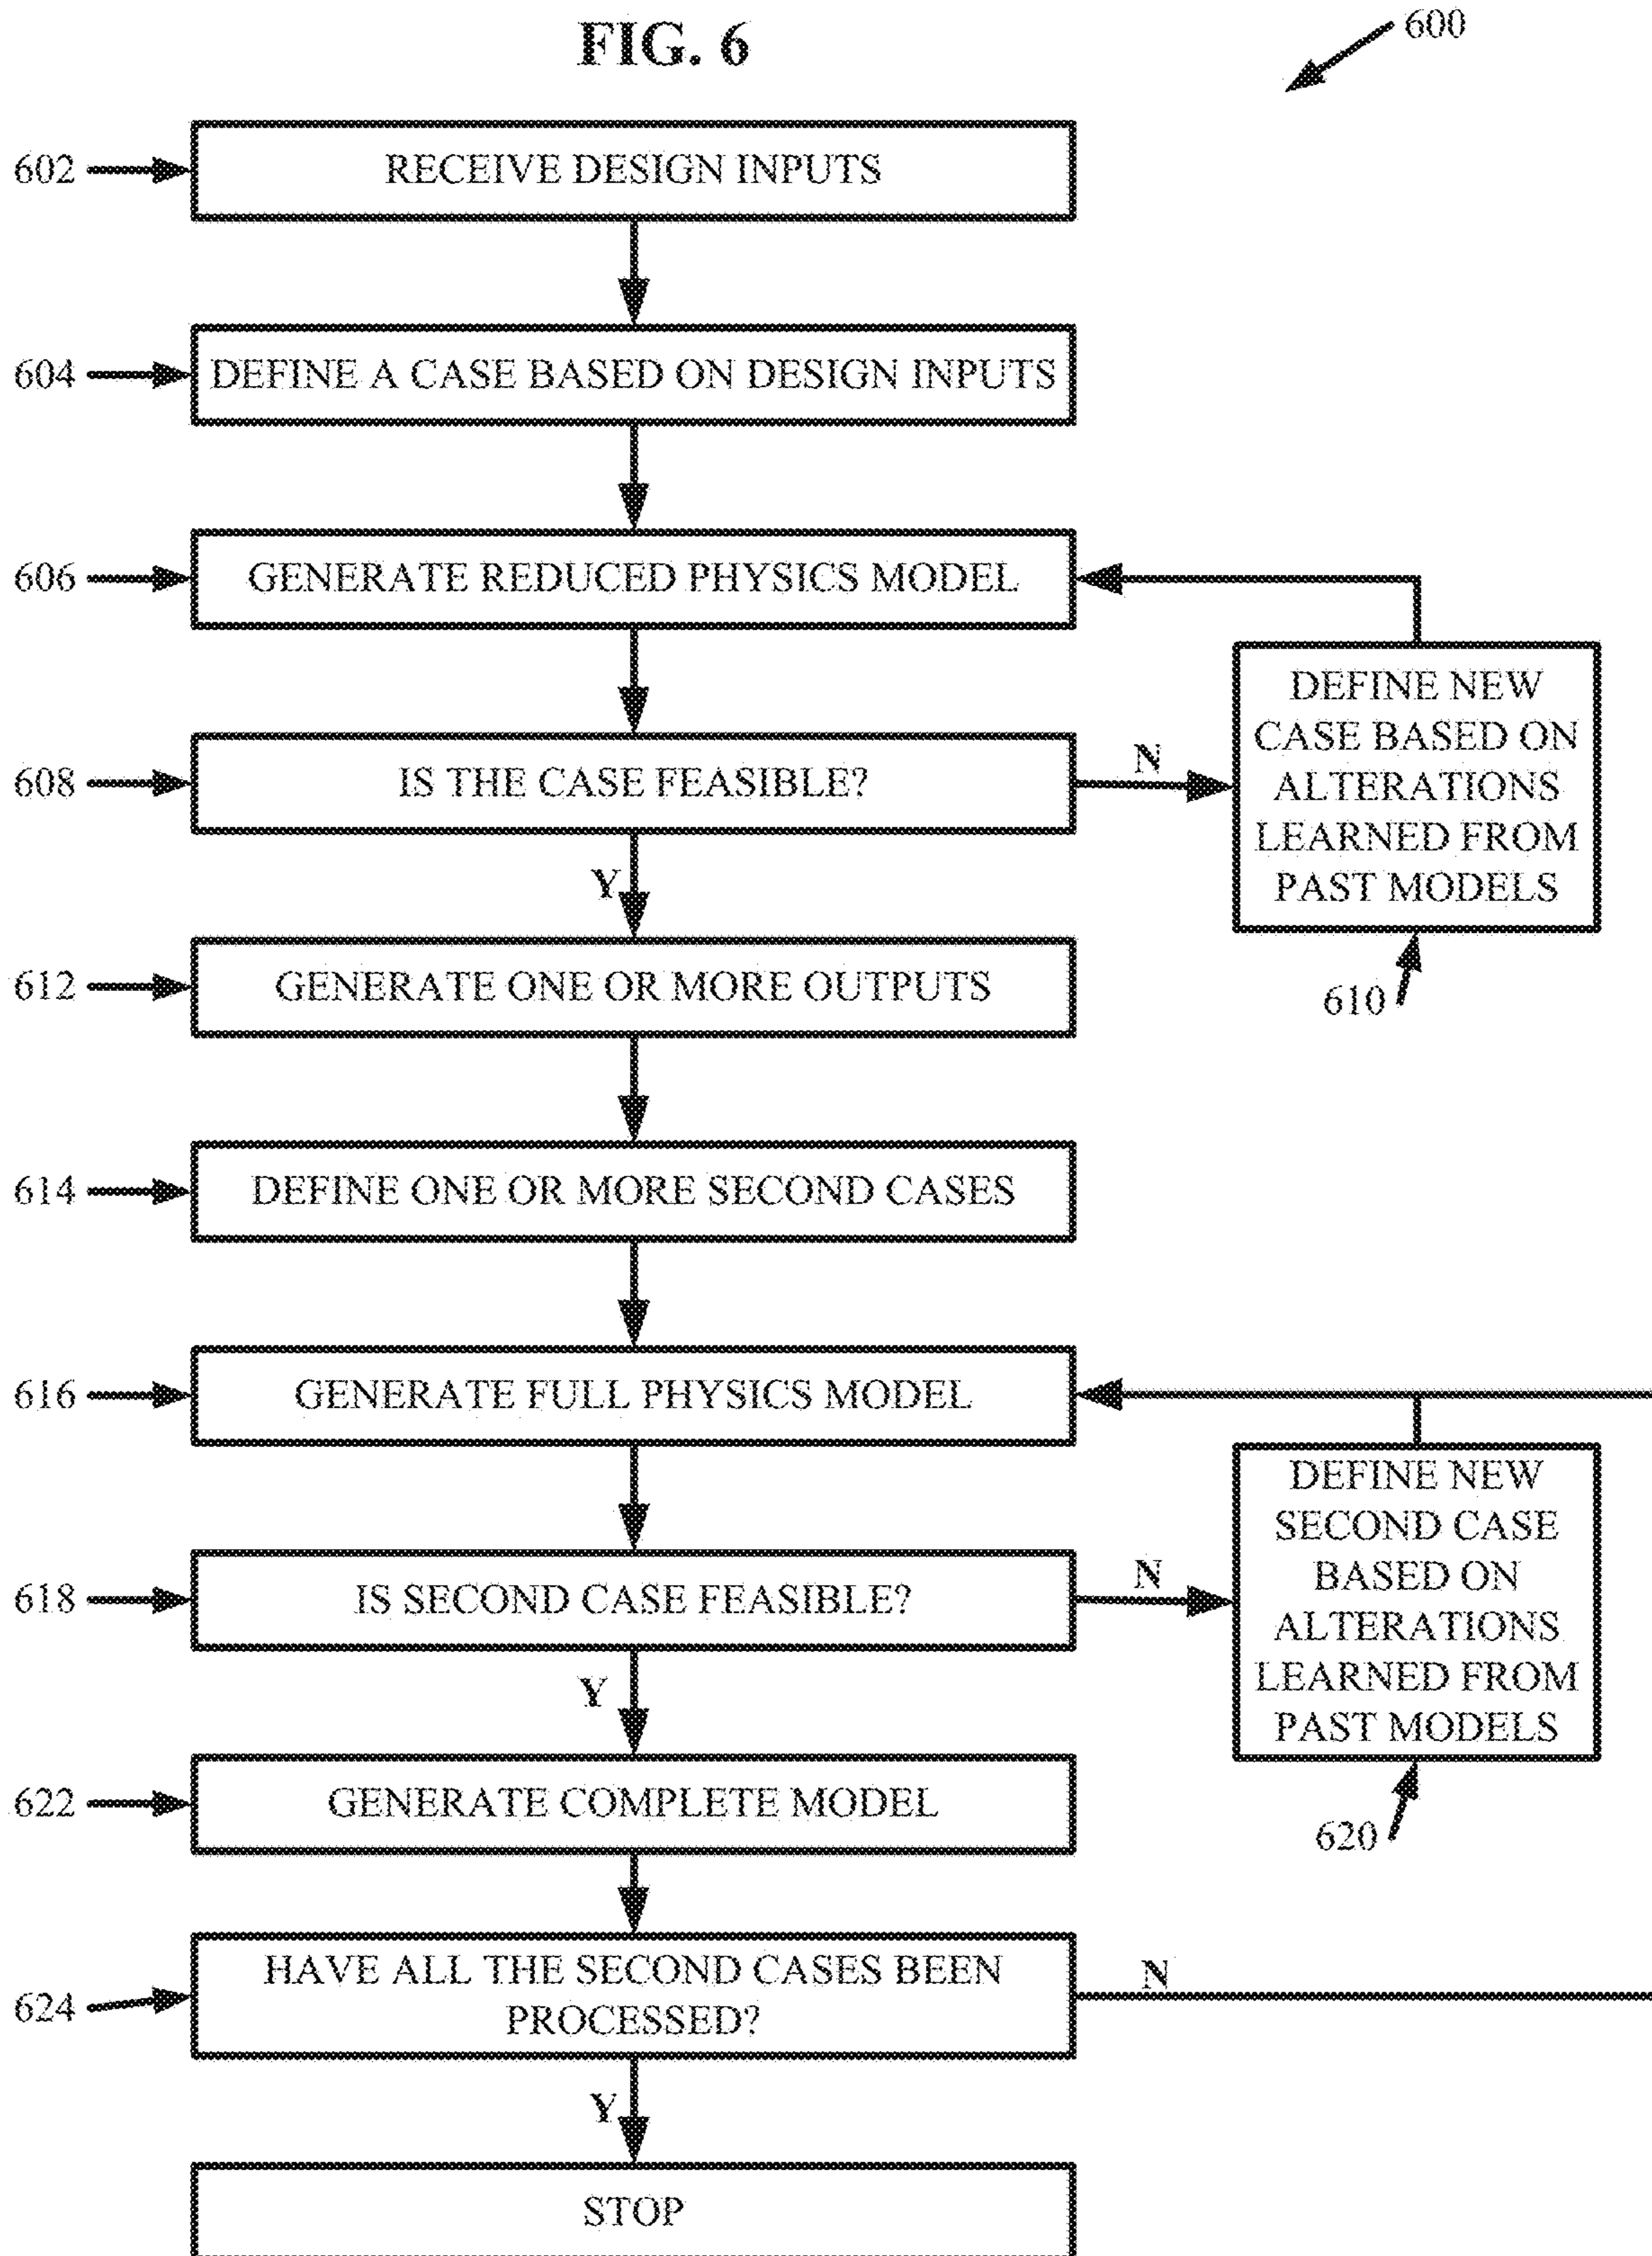 FIG. 6
600
602
RECEIVE DESIGN INPUTS
604
DEFINE A CASE BASED ON DESIGN INPUTS
606
GENERATE REDUCED PHYSICS MODEL
608
IS THE CASE FEASIBLE?
N
DEFINE NEW
CASE BASED ON
ALTERATIONS
LEARNED FROM
PAST MODELS
610
Y
612
GENERATE ONE OR MORE OUTPUTS
614
DEFINE ONE OR MORE SECOND CASES
616
GENERATE FULL PHYSICS MODEL
618
IS SECOND CASE FEASIBLE?
N
DEFINE NEW
SECOND CASE
BASED ON
ALTERATIONS
LEARNED FROM
PAST MODELS
620
Y
622
GENERATE COMPLETE MODEL
624
HAVE ALL THE SECOND CASES BEEN
PROCESSED?
N
Y
STOP